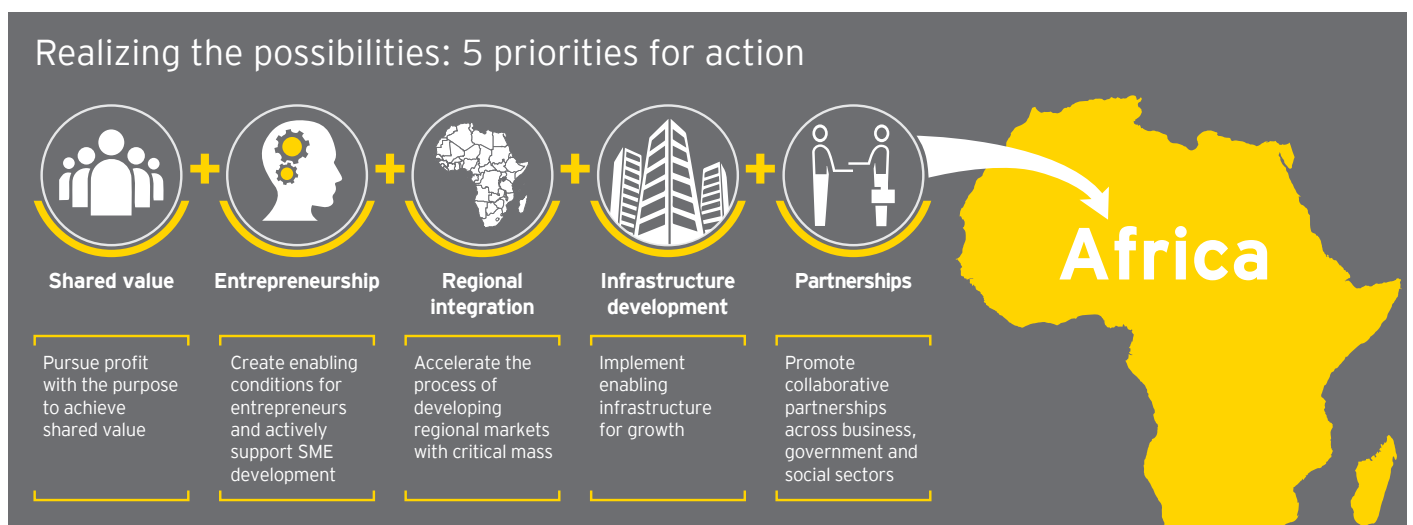 Realizing the possibilities: 5 priorities for action
Shared value
Entrepreneurship
Regional
integration
Infrastructure
development
Partnerships
Africa
Pursue profit
with the purpose
to achieve
shared value
Create enabling
conditions for
entrepreneurs
and actively
support SME
development
Accelerate the
process of
developing
regional markets
with critical mass
Implement
enabling
infrastructure
for growth
Promote
collaborative
partnerships
across business,
government and
social sectors